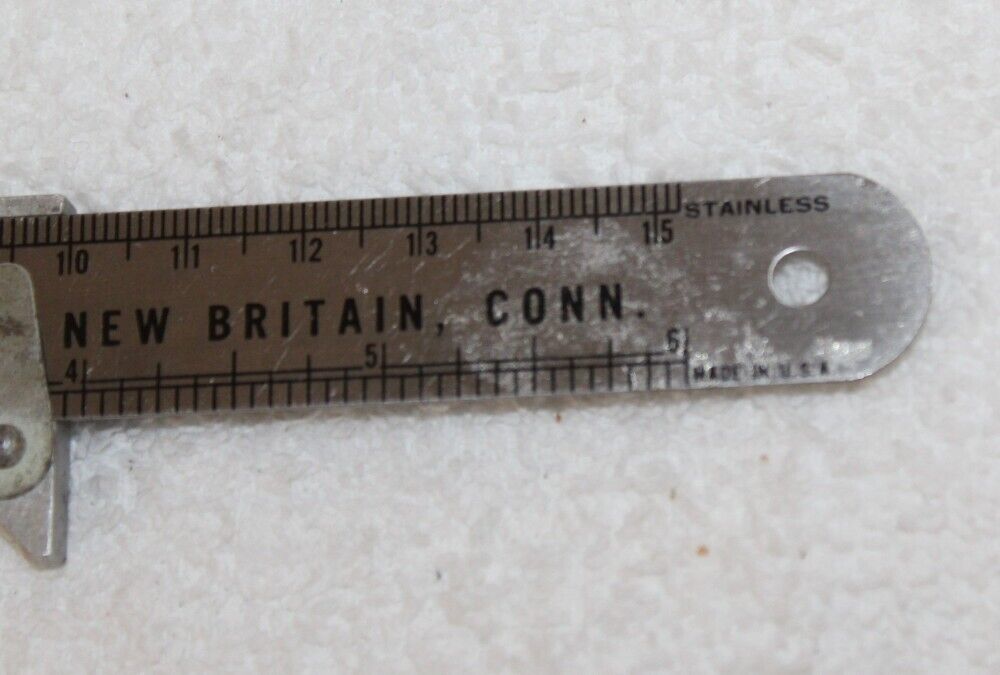 10 11 12 13 14 15 STAINLESS
NEW BRITAIN, CONN.
4 5 6 MADE IN U.S.A.